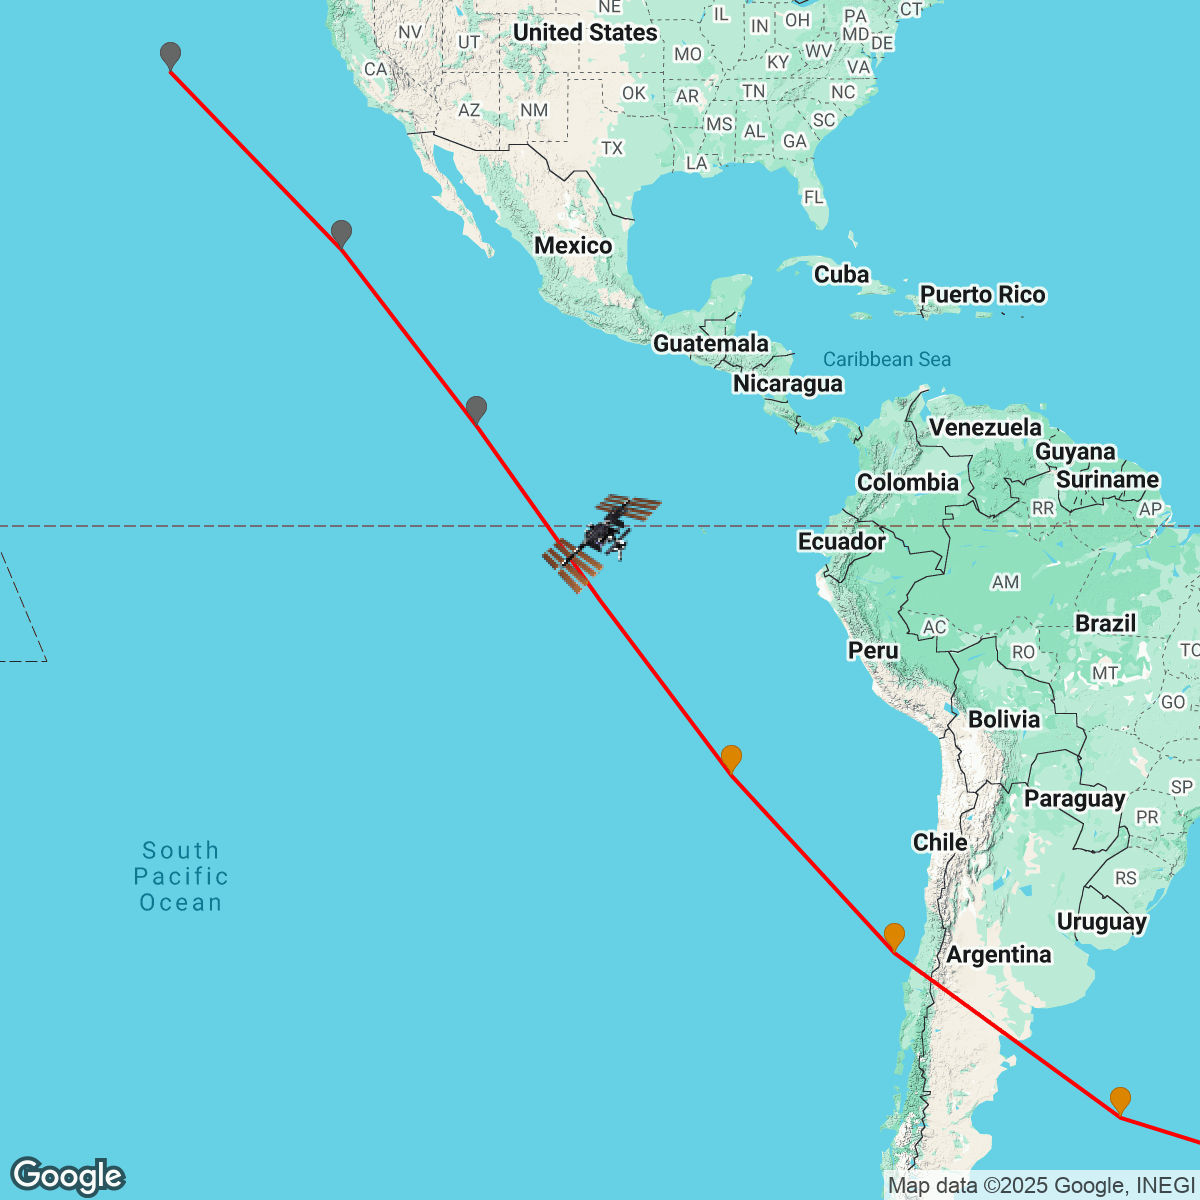 NE
IL
IN
OH
PA
CT
NV
UT
United States
MO
WV
MD
DE
CA
KY
VA
AZ
NM
OK
AR
TN
NC
TX
MS
AL
GA
SC
LA
FL
Mexico
Cuba
Puerto Rico
Guatemala
Caribbean Sea
Nicaragua
Venezuela
Guyana
Colombia
Suriname
RR
AP
Ecuador
AM
Brazil
AC
Peru
RO
TO
MT
GO
Bolivia
SP
Paraguay
PR
Chile
South
Pacific
Ocean
RS
Uruguay
Argentina
Google
Map data ©2025 Google, INEGI